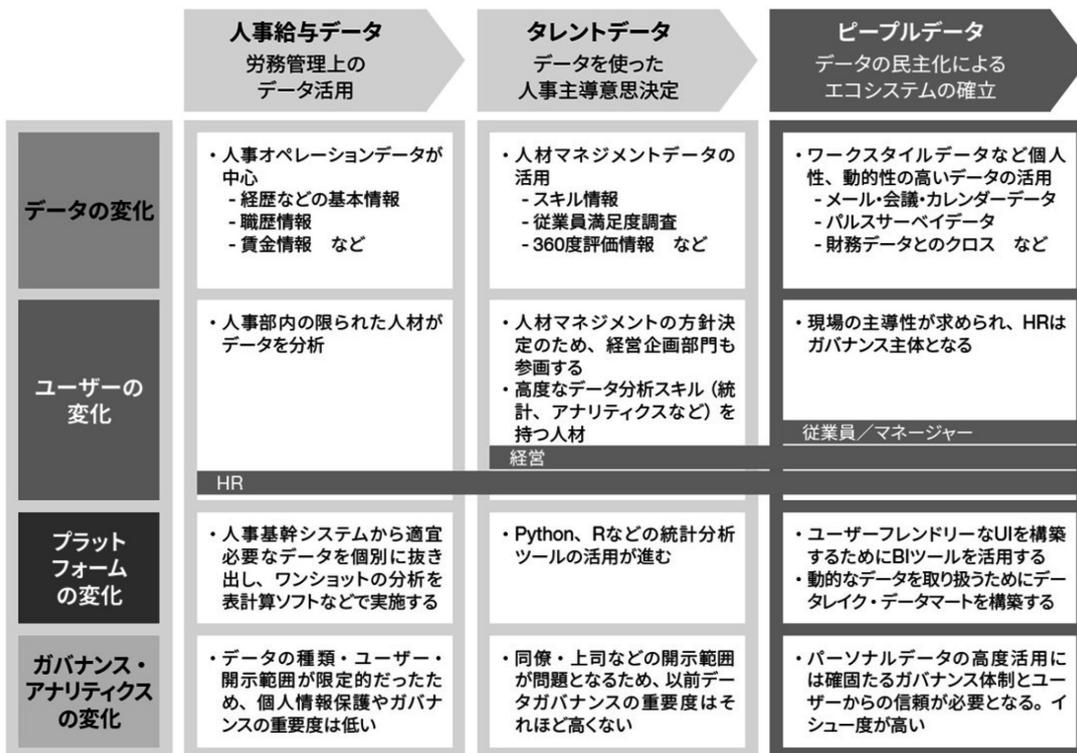 人事給与データ
労務管理上の
データ活用
タレントデータ
データを使った
人事主導意思決定
ピープルデータ
データの民主化による
エコシステムの確立
データの変化
・人事オペレーションデータが
中心
- 経歴などの基本情報
- 職歴情報
- 賃金情報 など
・人材マネジメントデータの
活用
- スキル情報
- 従業員満足度調査
- 360度評価情報 など
・ワークスタイルデータなど個人
性、動的性の高いデータの活用
- メール・会議・カレンダーデータ
- パルスサーベイデータ
- 財務データとのクロス など
ユーザーの
変化
・人事部内の限られた人材が
データを分析
・人材マネジメントの方針決
定のため、経営企画部門も
参画する
・高度なデータ分析スキル(統
計、アナリティクスなど)を
持つ人材
・現場の主導性が求められ、HRは
ガバナンス主体となる
従業員/マネージャー
経営
HR
プラット
フォーム
の変化
・人事基幹システムから適宜
必要なデータを個別に抜き
出し、ワンショットの分析を
表計算ソフトなどで実施する
・Python、Rなどの統計分析
ツールの活用が進む
・ユーザーフレンドリーなUIを構築
するためにBIツールを活用する
・動的なデータを取り扱うためにデー
タレイク・データマートを構築する
ガバナンス・
アナリティクス
の変化
・データの種類・ユーザー・
開示範囲が限定的だったた
め、個人情報保護やガバナ
ンスの重要度は低い
・同僚・上司などの開示範囲
が問題となるため、以前デー
タガバナンスの重要度はそ
れほど高くない
・パーソナルデータの高度活用に
は確固たるガバナンス体制とユー
ザーからの信頼が必要となる。イ
シュー度が高い